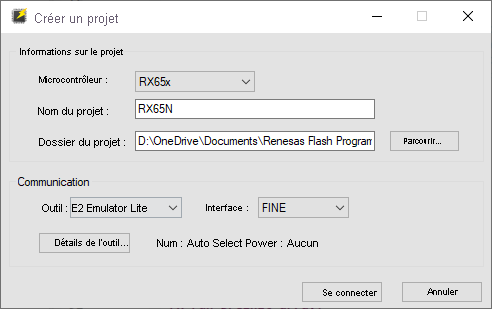 Créer un projet
Informations sur le projet
Microcontrôleur : RX65x
Nom du projet : RX65N
Dossier du projet : D:\OneDrive\Documents\Renesas Flash Program Parcourir...
Communication
Outil : E2 Emulator Lite Interface : FINE
Détails de l'outil... Num : Auto Select Power : Aucun
Se connecter Annuler